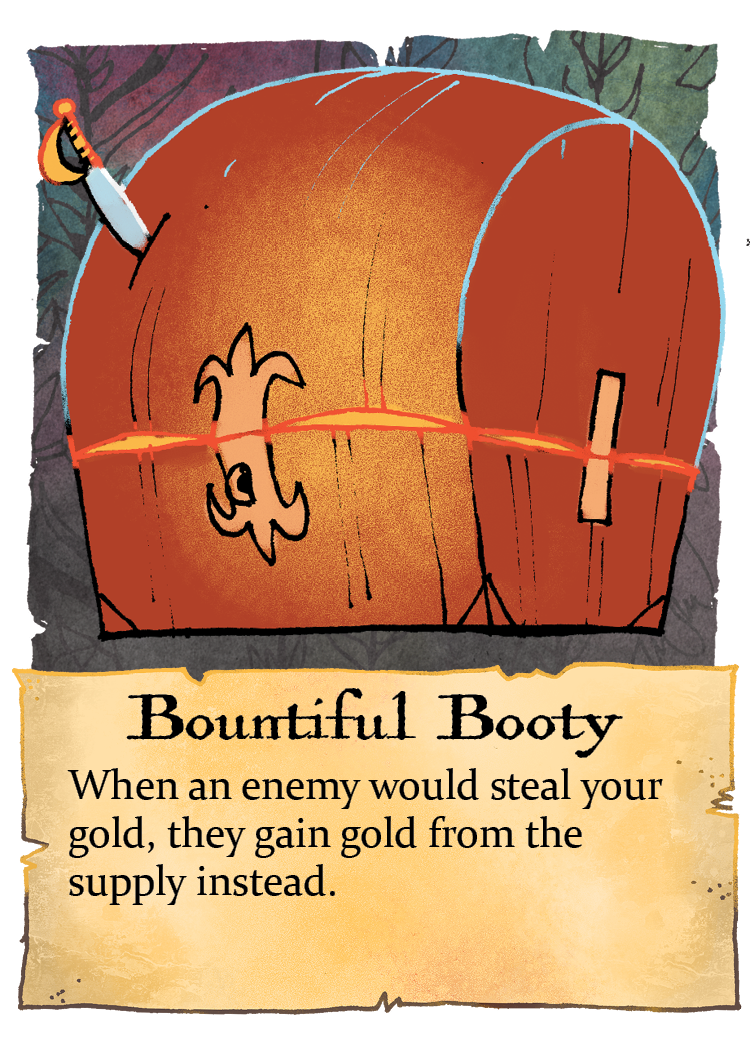 Bountiful Booty
When an enemy would steal your
gold, they gain gold from the
supply instead.